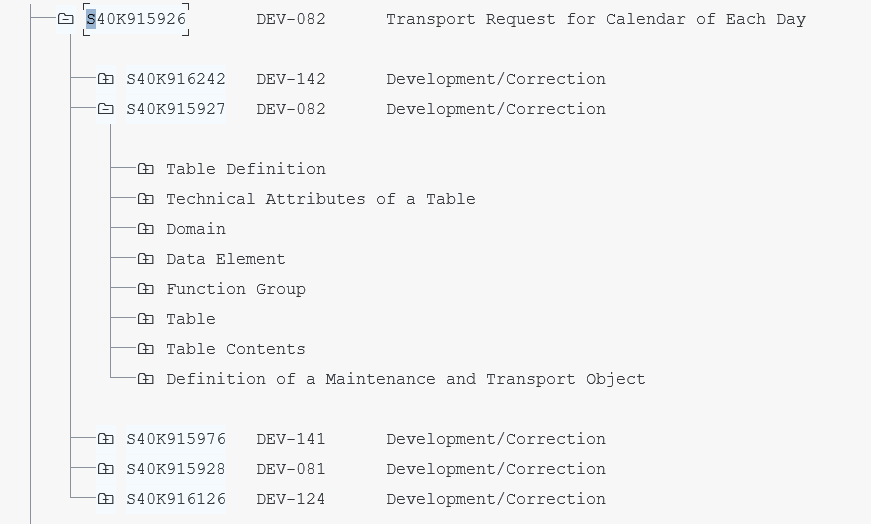 S40K915926 DEV-082 Transport Request for Calendar of Each Day
S40K916242 DEV-142 Development/Correction
S40K915927 DEV-082 Development/Correction
Table Definition
Technical Attributes of a Table
Domain
Data Element
Function Group
Table
Table Contents
Definition of a Maintenance and Transport Object
S40K915976 DEV-141 Development/Correction
S40K915928 DEV-081 Development/Correction
S40K916126 DEV-124 Development/Correction